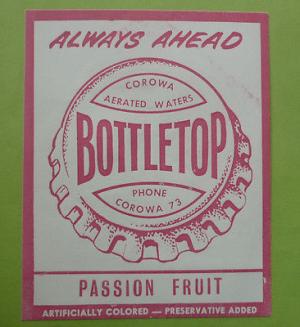 ALWAYS AHEAD
COROWA
AERATED WATERS
BOTTLETOP
PHONE
COROWA 73
PASSION FRUIT
ARTIFICIALLY COLORED — PRESERVATIVE ADDED